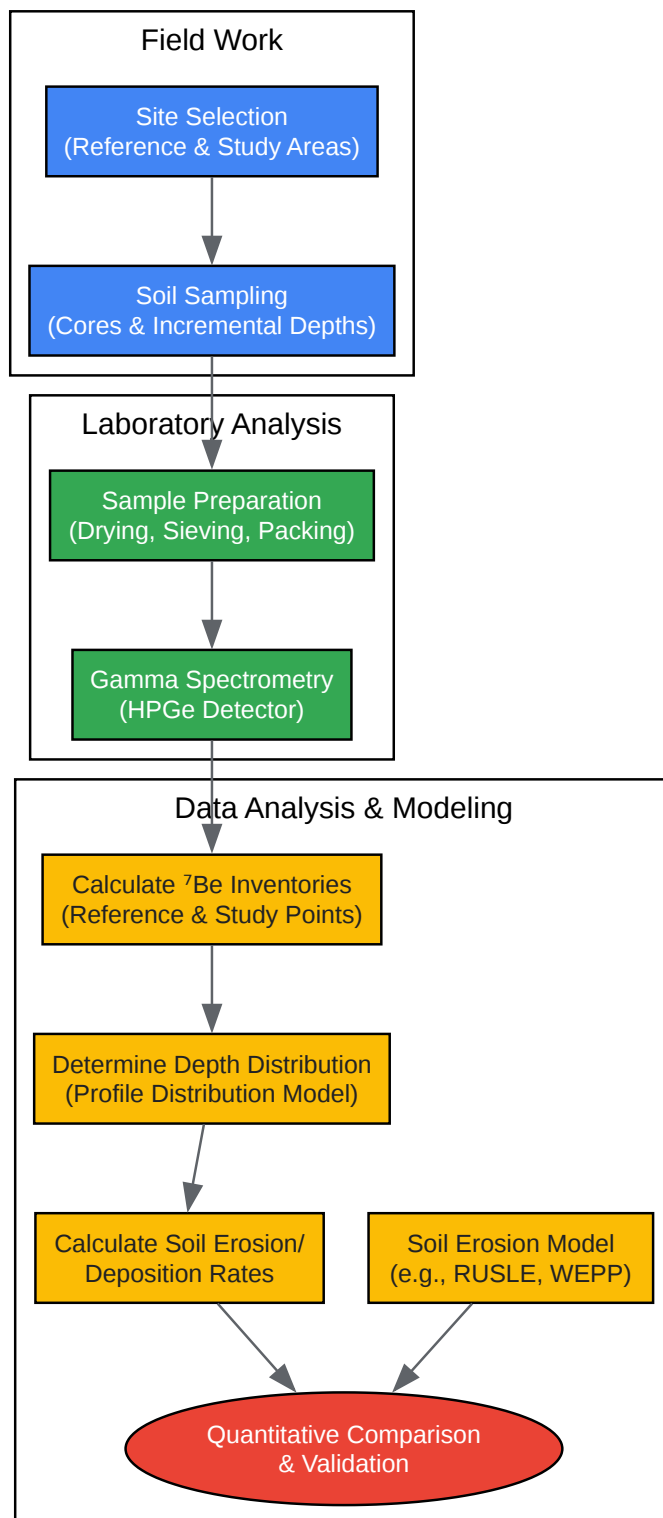 Field Work
Site Selection
(Reference & Study Areas)
Soil Sampling
(Cores & Incremental Depths)
Laboratory Analysis
Sample Preparation
(Drying, Sieving, Packing)
Gamma Spectrometry
(HPGe Detector)
Data Analysis & Modeling
Calculate ⁷Be Inventories
(Reference & Study Points)
Determine Depth Distribution
(Profile Distribution Model)
Calculate Soil Erosion/
Deposition Rates
Soil Erosion Model
(e.g., RUSLE, WEPP)
Quantitative Comparison
& Validation